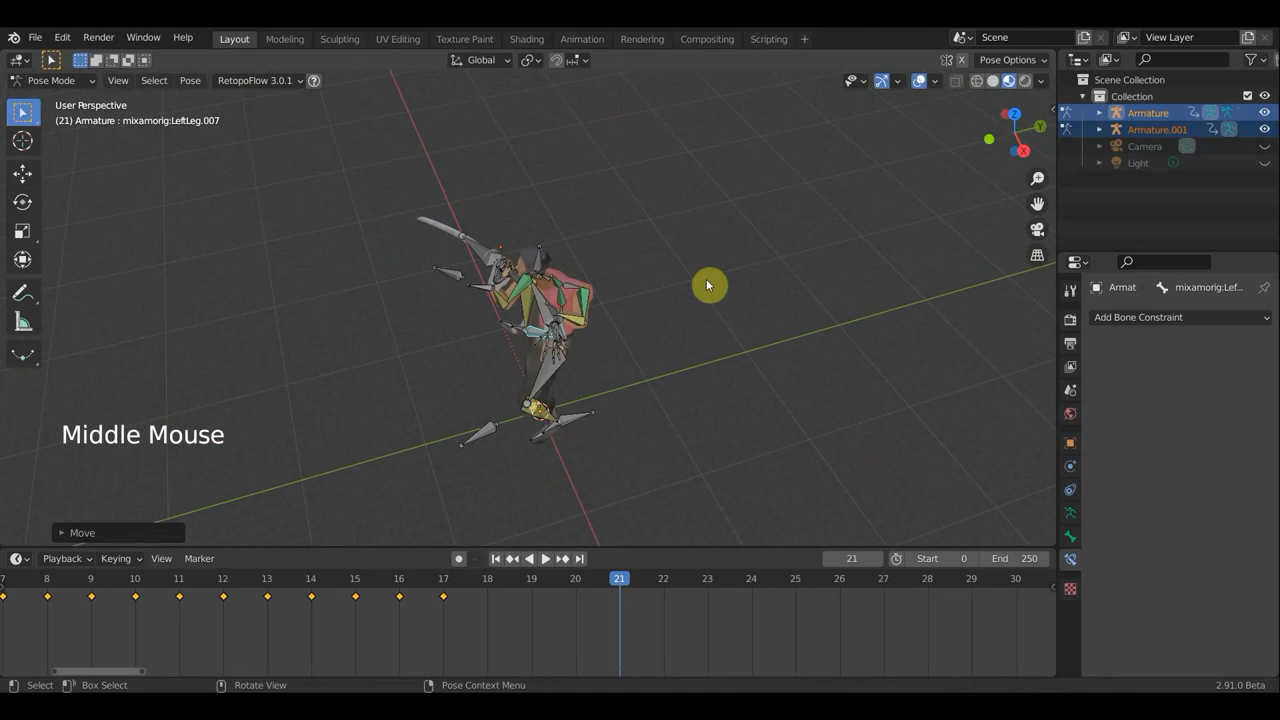 File Edit Render Window Help Layout Modeling Sculpting UV Editing Texture Paint Shading Animation Rendering Compositing Scripting + Scene View Layer
Global X Pose Options
Pose Mode View Select Pose RetopoFlow 3.0.1 ?
Scene Collection
Collection
Armature
Armature.001
Camera
Light
User Perspective
(21) Armature : mixamorig:LeftLeg.007
Z
Y
X
Armat mixamorig:Lef...
Add Bone Constraint
Middle Mouse
Move
Playback Keying View Marker 21 Start 0 End 250
7 8 9 10 11 12 13 14 15 16 17 18 19 20 21 22 23 24 25 26 27 28 29 30
Select Box Select Rotate View Pose Context Menu 2.91.0 Beta